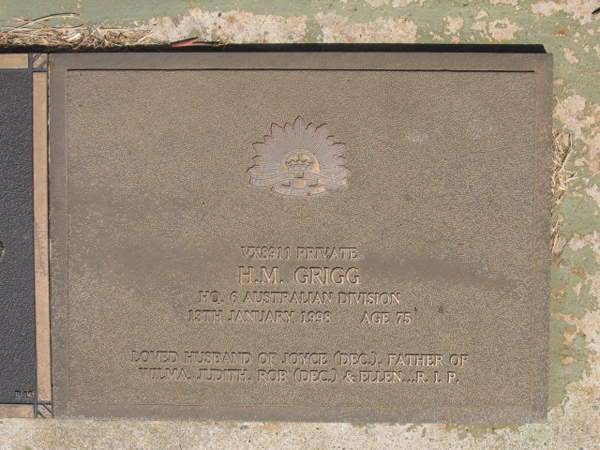 VX8911 PRIVATE
H.M. GRIGG
HQ. 6 AUSTRALIAN DIVISION
12TH JANUARY 1998 AGE 75
LOVED HUSBAND OF JOYCE (DEC.), FATHER OF
WILMA, JUDITH, ROB (DEC.) & ELLEN...R.I.P.